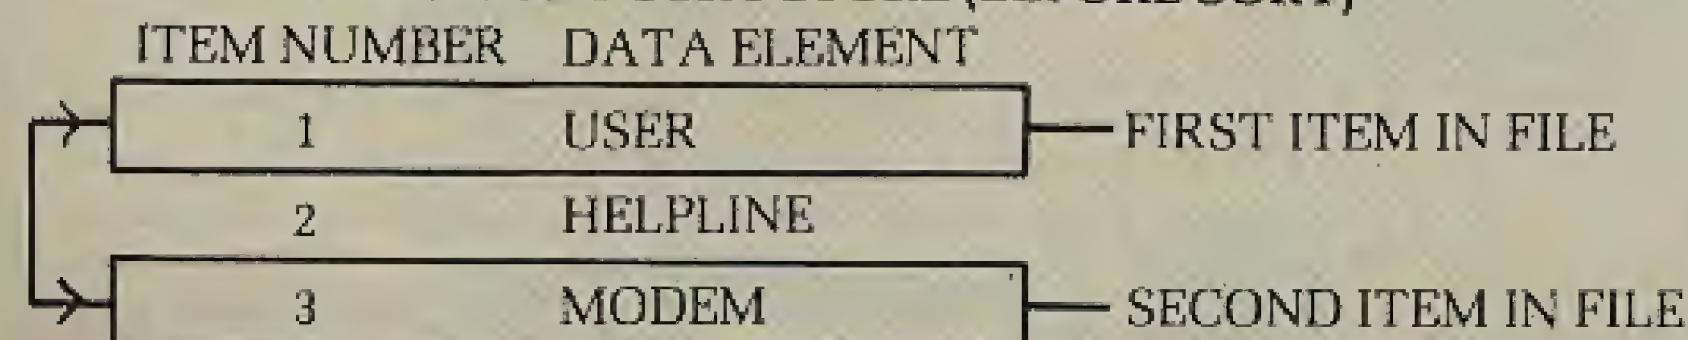 ITEM NUMBER DATA ELEMENT
1 USER FIRST ITEM IN FILE
2 HELPLINE
3 MODEM SECOND ITEM IN FILE